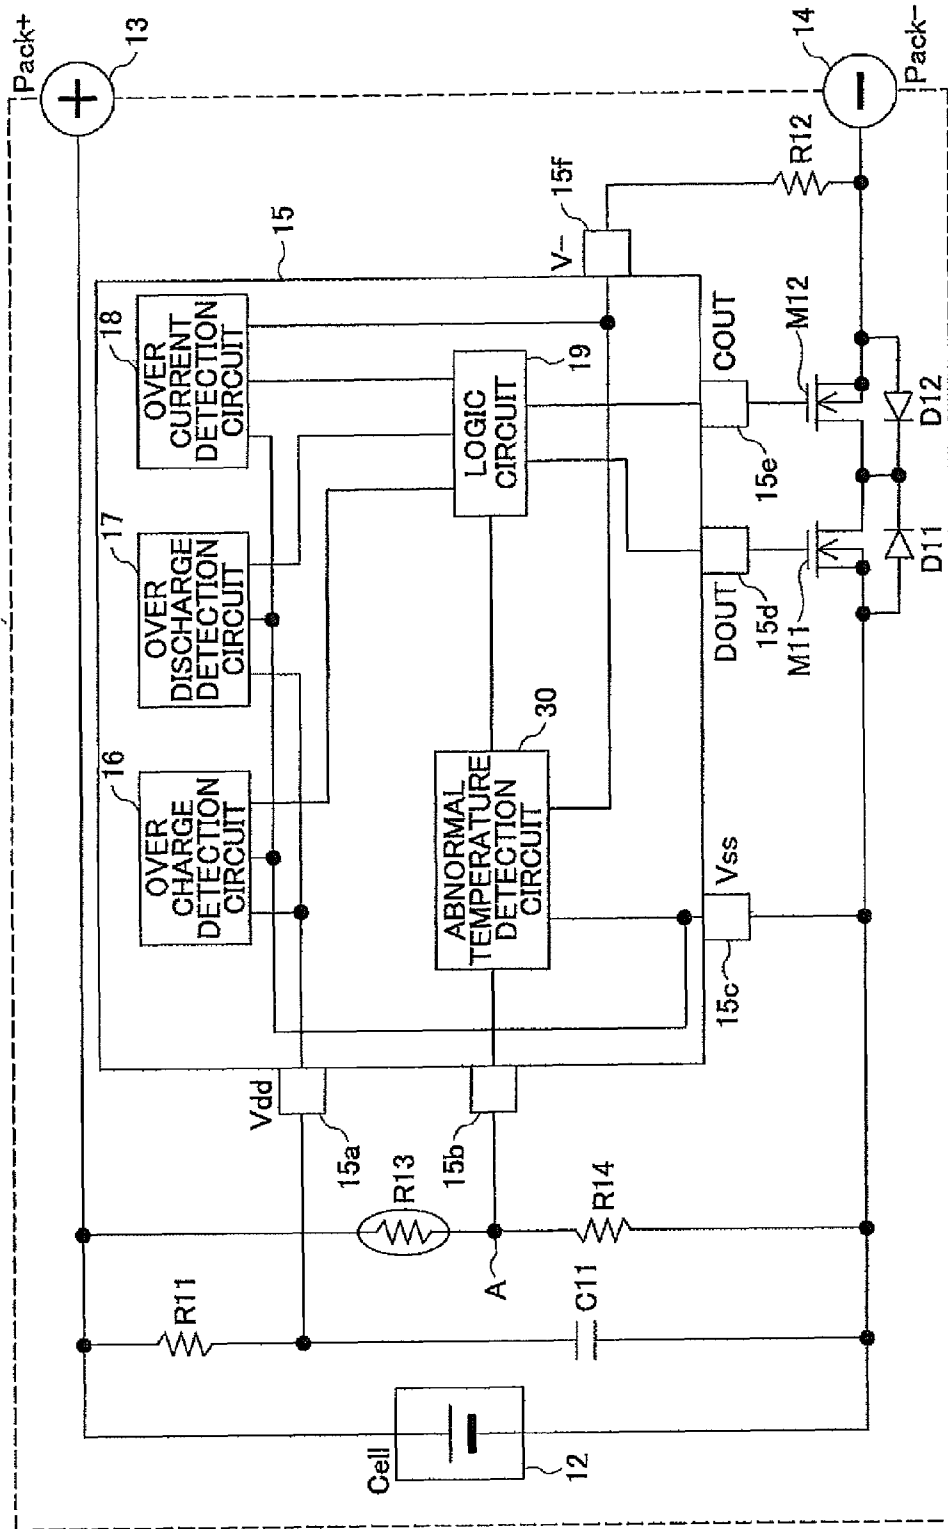 Pack+
13
15
18
OVER
CURRENT
DETECTION
CIRCUIT
17
OVER
DISCHARGE
DETECTION
CIRCUIT
16
OVER
CHARGE
DETECTION
CIRCUIT
19
LOGIC
CIRCUIT
30
ABNORMAL
TEMPERATURE
DETECTION
CIRCUIT
Vdd
15a
15b
Vss
15c
DOUT
15d
COUT
15e
V-
15f
R11
R13
A
R14
C11
Cell
12
R12
M11
M12
D11
D12
14
Pack-